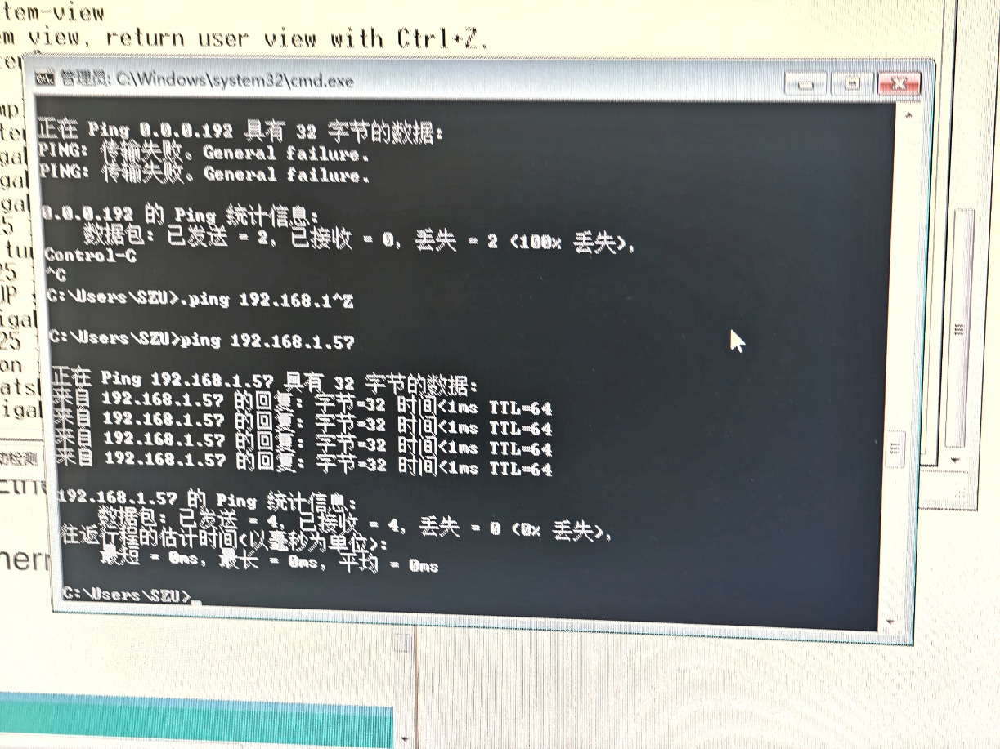 tem-view
em view, return user view with Ctrl+Z.
管理员: C:\Windows\system32\cmd.exe
正在 Ping 0.0.0.192 具有 32 字节的数据:
PING: 传输失败。General failure.
PING: 传输失败。General failure.
0.0.0.192 的 Ping 统计信息:
数据包: 已发送 = 2, 已接收 = 0, 丢失 = 2 (100% 丢失),
Control-C
^C
C:\Users\SZU>.ping 192.168.1^Z
C:\Users\SZU>ping 192.168.1.57
正在 Ping 192.168.1.57 具有 32 字节的数据:
来自 192.168.1.57 的回复: 字节=32 时间<1ms TTL=64
来自 192.168.1.57 的回复: 字节=32 时间<1ms TTL=64
来自 192.168.1.57 的回复: 字节=32 时间<1ms TTL=64
来自 192.168.1.57 的回复: 字节=32 时间<1ms TTL=64
192.168.1.57 的 Ping 统计信息:
数据包: 已发送 = 4, 已接收 = 4, 丢失 = 0 (0% 丢失),
往返行程的估计时间(以毫秒为单位):
最短 = 0ms, 最长 = 0ms, 平均 = 0ms
C:\Users\SZU>_